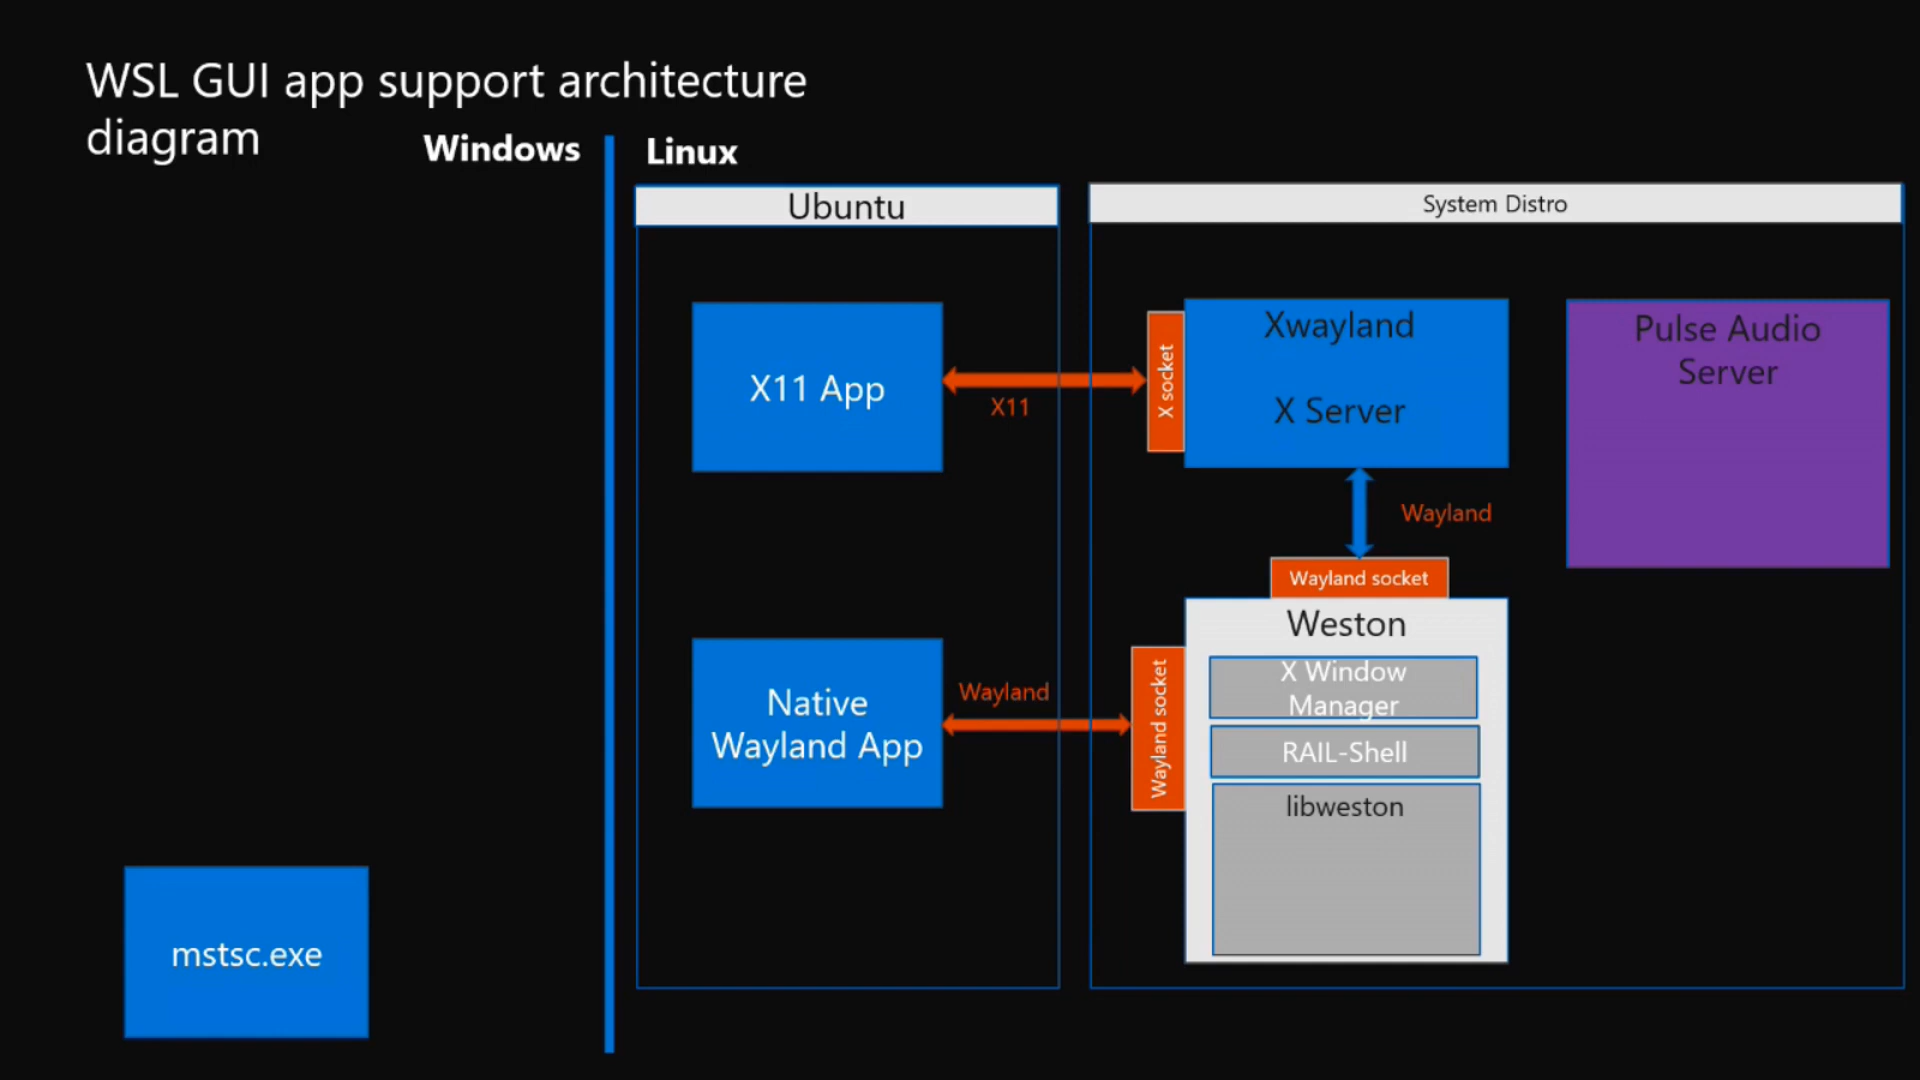 WSL GUI app support architecture
diagram
Windows
Linux
Ubuntu
System Distro
X11 App
X11
X socket
Xwayland
X Server
Pulse Audio
Server
Wayland
Wayland socket
Native
Wayland App
Wayland
Wayland socket
Weston
X Window
Manager
RAIL-Shell
libweston
mstsc.exe